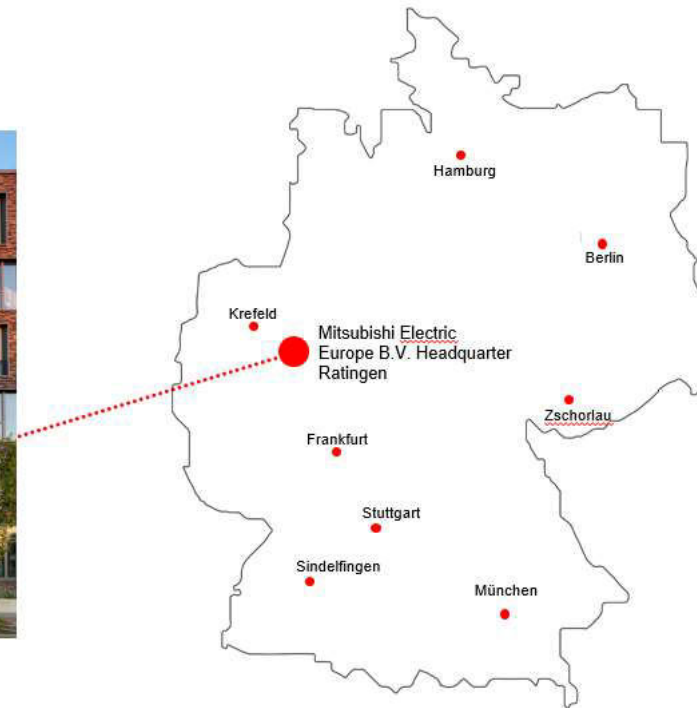 Hamburg
Berlin
Krefeld
Mitsubishi Electric
Europe B.V. Headquarter
Ratingen
Zschorlau
Frankfurt
Stuttgart
Sindelfingen
München